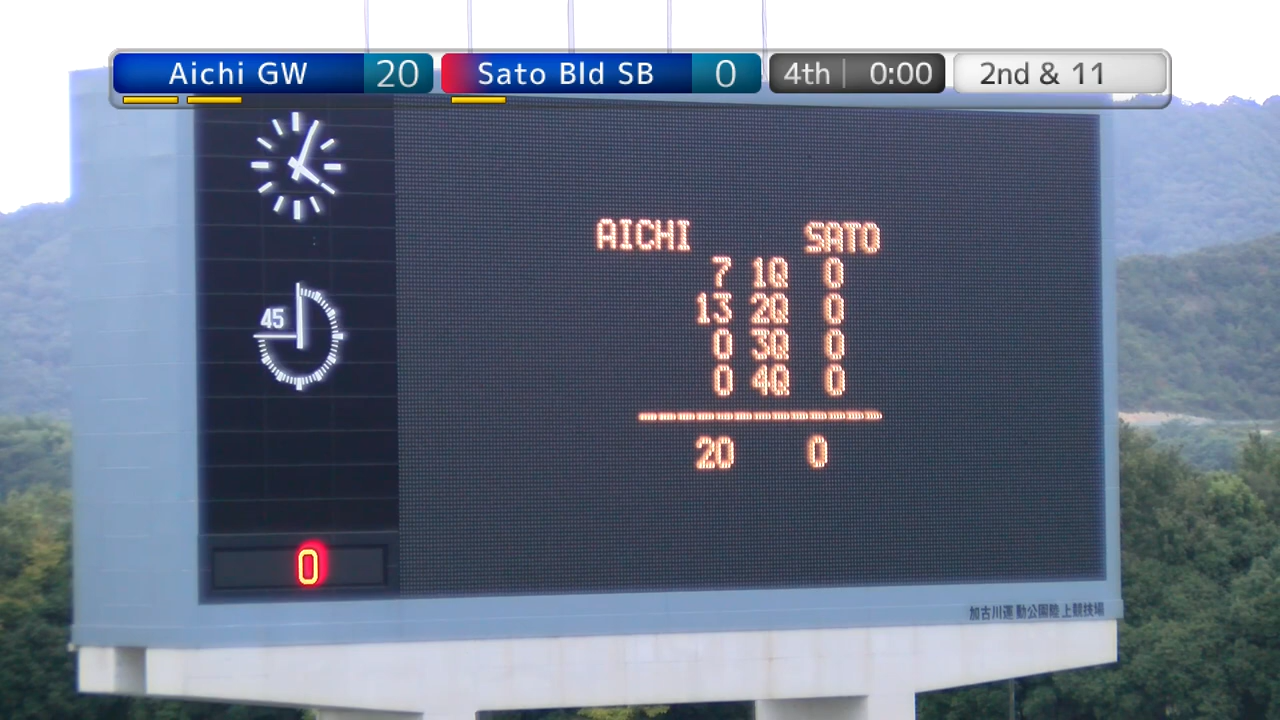 Aichi GW 20 Sato Bld SB 0 4th | 0:00 2nd & 11
AICHI SATO
7 1Q 0
13 2Q 0
0 3Q 0
0 4Q 0
--------------
20 0
45
0
加古川運動公園陸上競技場